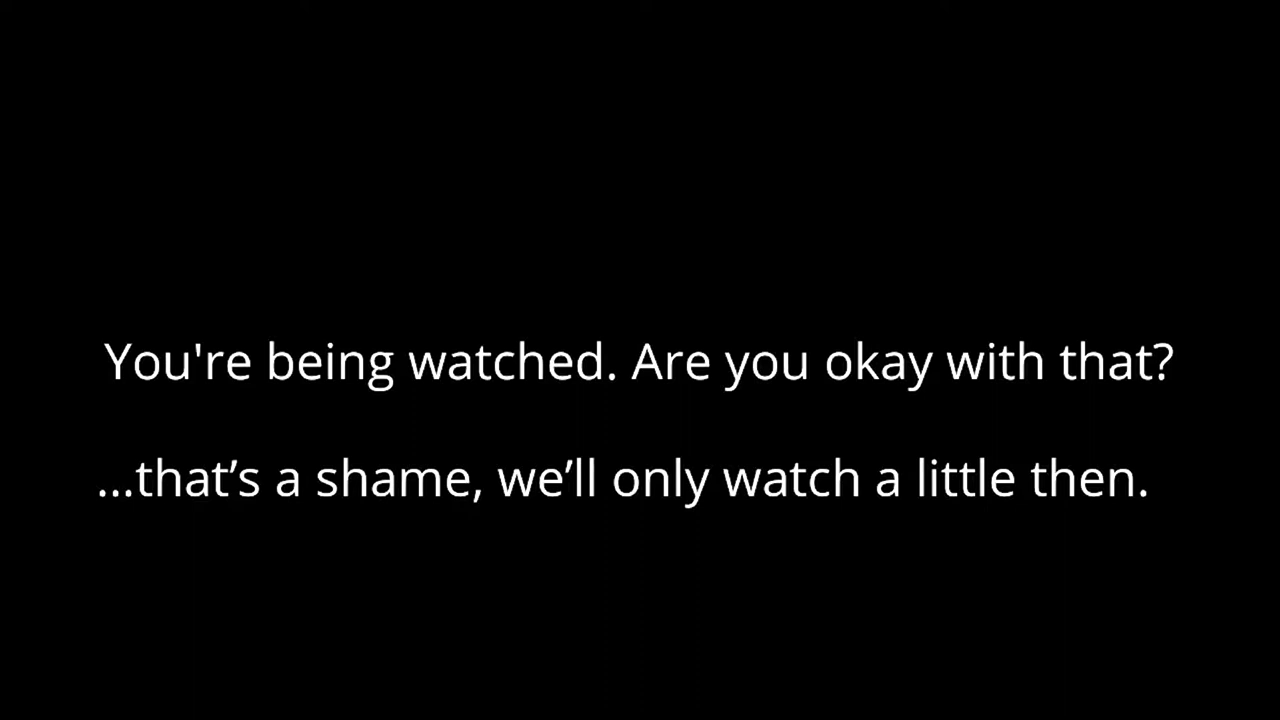 You're being watched. Are you okay with that?
...that’s a shame, we’ll only watch a little then.